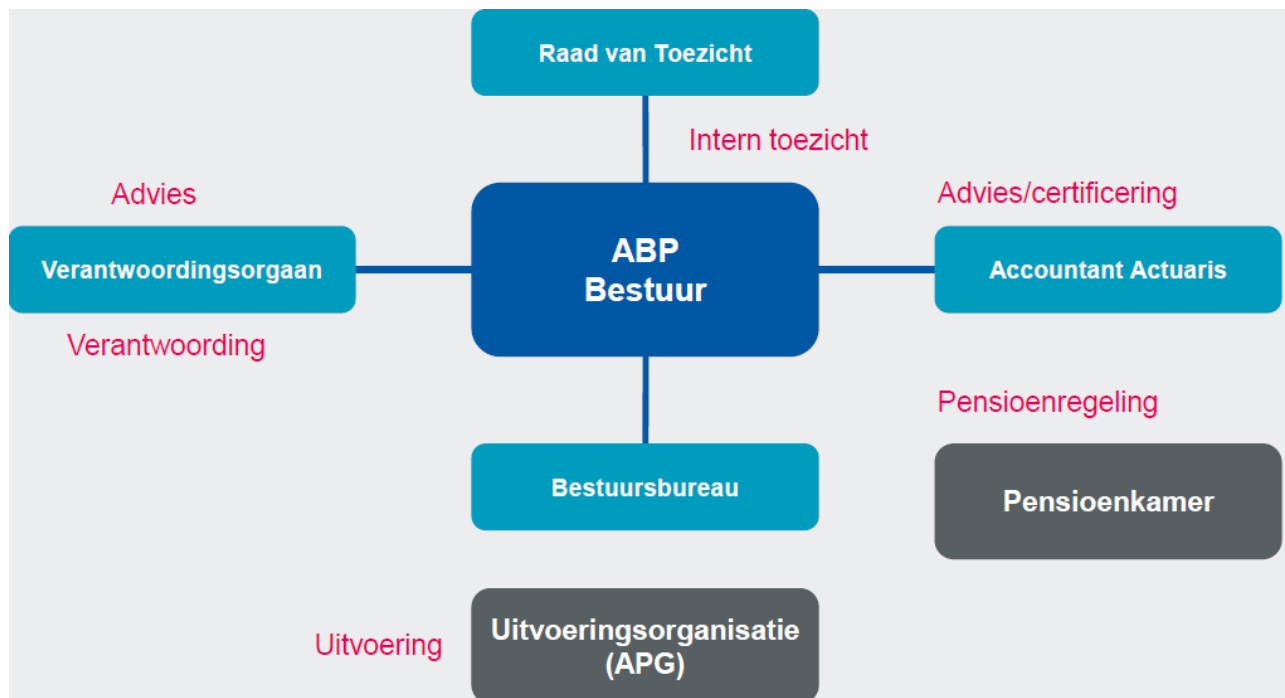 Raad van Toezicht
Intern toezicht
Advies
Verantwoordingsorgaan
Verantwoording
ABP
Bestuur
Advies/certificering
Accountant Actuaris
Pensioenregeling
Pensioenkamer
Bestuursbureau
Uitvoering
Uitvoeringsorganisatie
(APG)